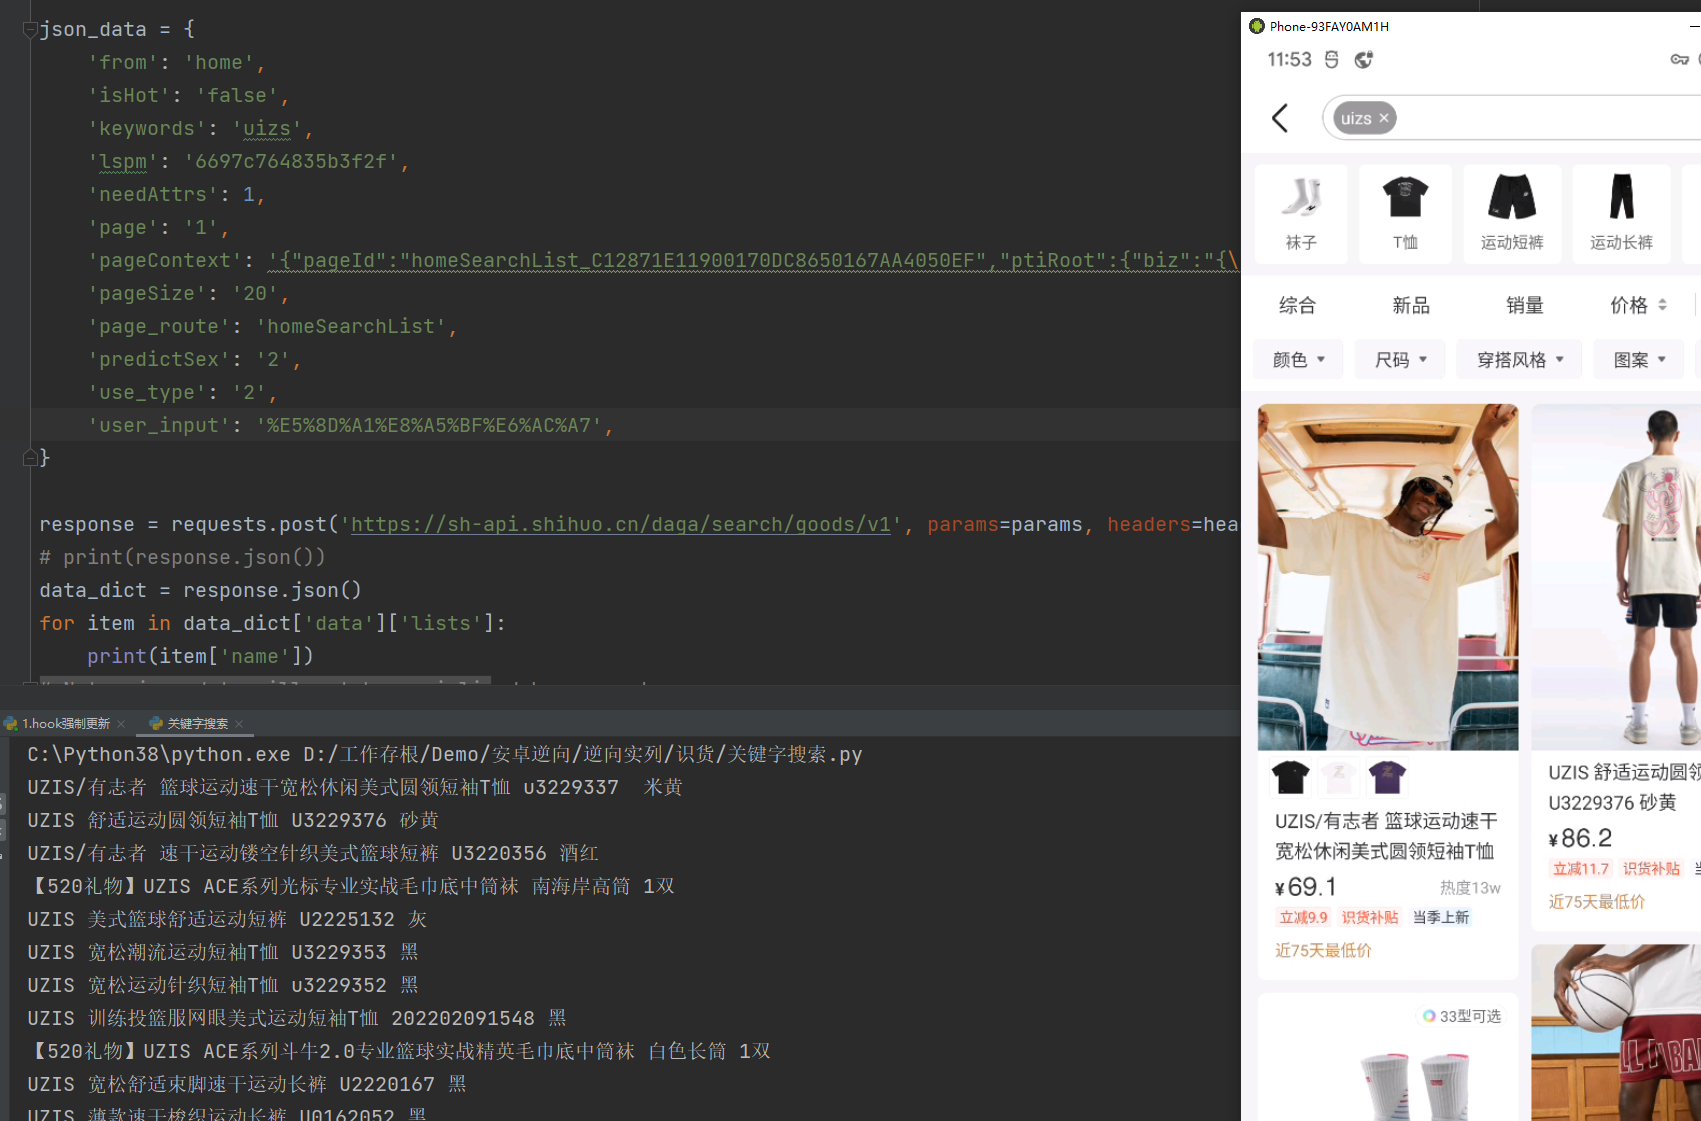 json_data = {
'from': 'home',
'isHot': 'false',
'keywords': 'uizs',
'lspm': '6697c764835b3f2f',
'needAttrs': 1,
'page': '1',
'pageContext': '{"pageId":"homeSearchList_C12871E11900170DC8650167AA4050EF","ptiRoot":{"biz":"{\
'pageSize': '20',
'page_route': 'homeSearchList',
'predictSex': '2',
'use_type': '2',
'user_input': '%E5%8D%A1%E8%A5%BF%E6%AC%A7',
}
response = requests.post('https://sh-api.shihuo.cn/daga/search/goods/v1', params=params, headers=hea
# print(response.json())
data_dict = response.json()
for item in data_dict['data']['lists']:
print(item['name'])
1.hook强制更新 × 关键字搜索 ×
C:\Python38\python.exe D:/工作存根/Demo/安卓逆向/逆向实列/识货/关键字搜索.py
UZIS/有志者 篮球运动速干宽松休闲美式圆领短袖T恤 u3229337 米黄
UZIS 舒适运动圆领短袖T恤 U3229376 砂黄
UZIS/有志者 速干运动镂空针织美式篮球短裤 U3220356 酒红
【520礼物】UZIS ACE系列光标专业实战毛巾底中筒袜 南海岸高筒 1双
UZIS 美式篮球舒适运动短裤 U2225132 灰
UZIS 宽松潮流运动短袖T恤 U3229353 黑
UZIS 宽松运动针织短袖T恤 u3229352 黑
UZIS 训练投篮服网眼美式运动短袖T恤 202202091548 黑
【520礼物】UZIS ACE系列斗牛2.0专业篮球实战精英毛巾底中筒袜 白色长筒 1双
UZIS 宽松舒适束脚速干运动长裤 U2220167 黑
UZIS 薄款速干梭织运动长裤 U0162052 黑
Phone-93FAY0AM1H
11:53
uizs ×
袜子 T恤 运动短裤 运动长裤
综合 新品 销量 价格
颜色 尺码 穿搭风格 图案
UZIS/有志者 篮球运动速干
宽松休闲美式圆领短袖T恤
¥69.1 热度13w
立减9.9 识货补贴 当季上新
近75天最低价
33型可选
UZIS 舒适运动圆领
U3229376 砂黄
¥86.2
立减11.7 识货补贴
近75天最低价